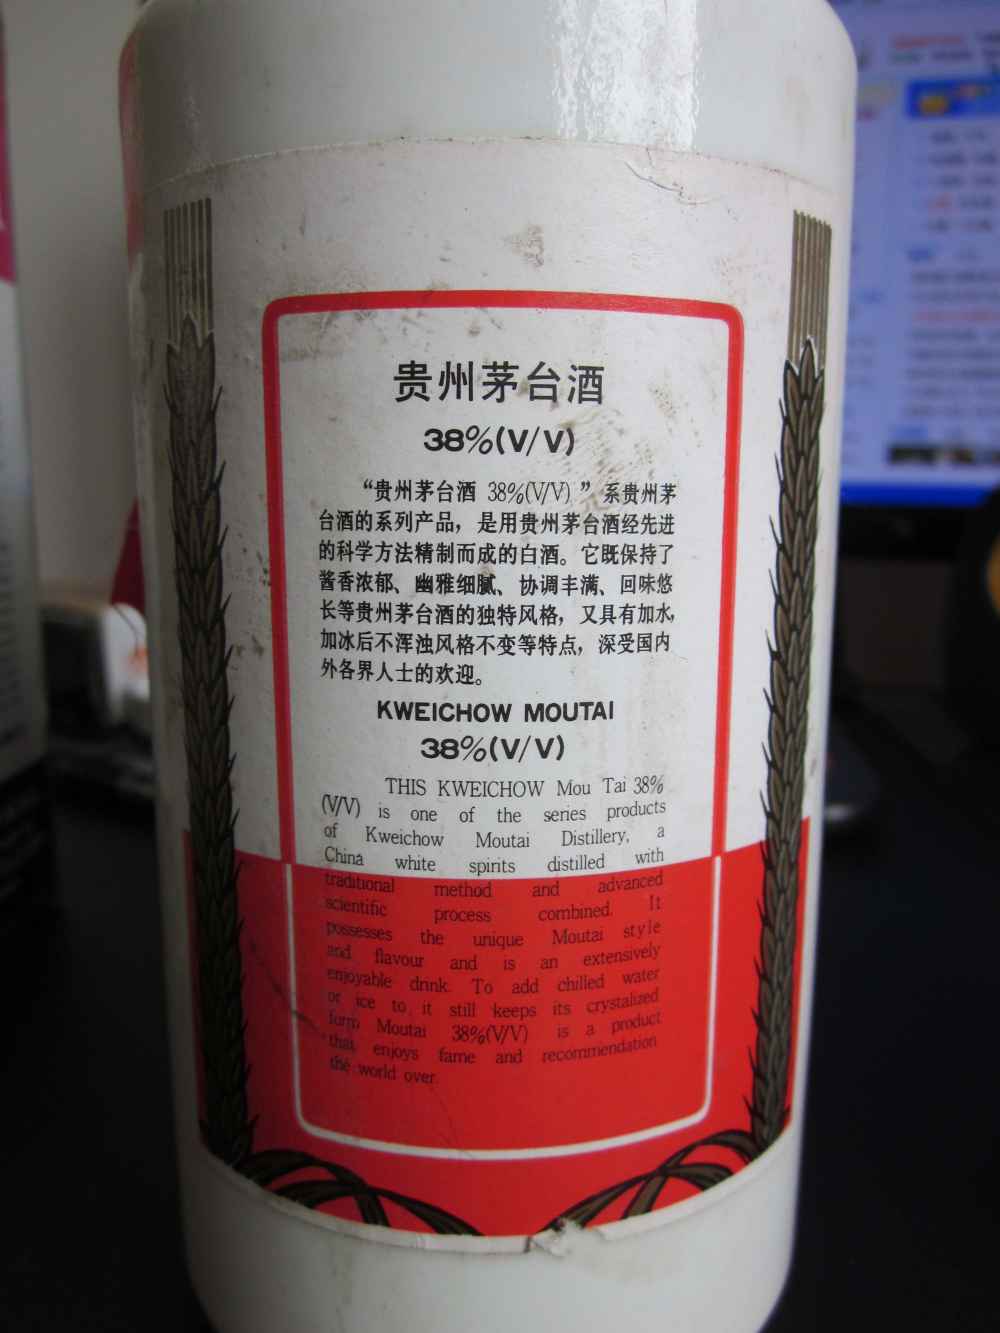 贵州茅台酒
38%(V/V)
“贵州茅台酒 38%(V/V)”系贵州茅
台酒的系列产品，是用贵州茅台酒经先进
的科学方法精制而成的白酒。它既保持了
酱香浓郁、幽雅细腻、协调丰满、回味悠
长等贵州茅台酒的独特风格，又具有加水，
加冰后不浑浊风格不变等特点，深受国内
外各界人士的欢迎。
KWEICHOW MOUTAI
38%(V/V)
THIS KWEICHOW Mou Tai 38%
(V/V) is one of the series products
of Kweichow Moutai Distillery, a
China white spirits distilled with
traditional method and advanced
scientific process combined. It
possesses the unique Moutai style
and flavour and is an extensively
enjoyable drink. To add chilled water
or ice to it still keeps its crystalized
form Moutai 38%(V/V) is a product
that enjoys fame and recommendation
the world over.